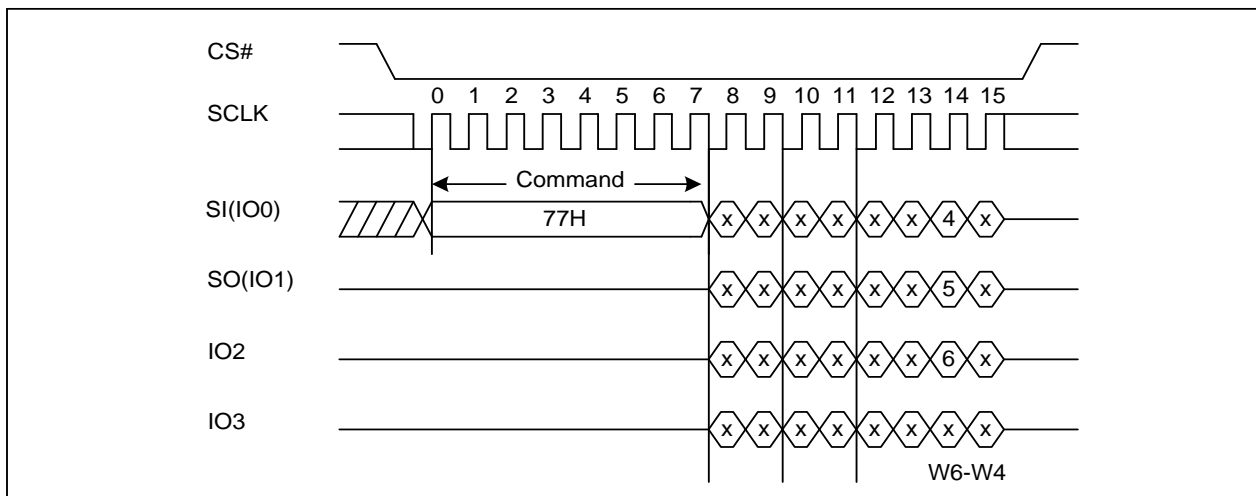 CS#
0 1 2 3 4 5 6 7 8 9 10 11 12 13 14 15
SCLK
Command
SI(IO0) 77H x x x x x x 4 x
SO(IO1) x x x x x x 5 x
IO2 x x x x x x 6 x
IO3 x x x x x x x x
W6-W4